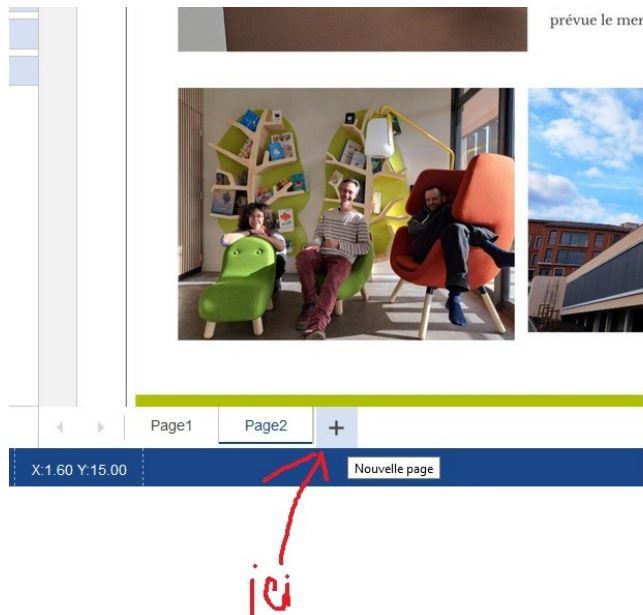 prévue le mer
Page1 Page2 +
X:1.60 Y:15.00
Nouvelle page
ici